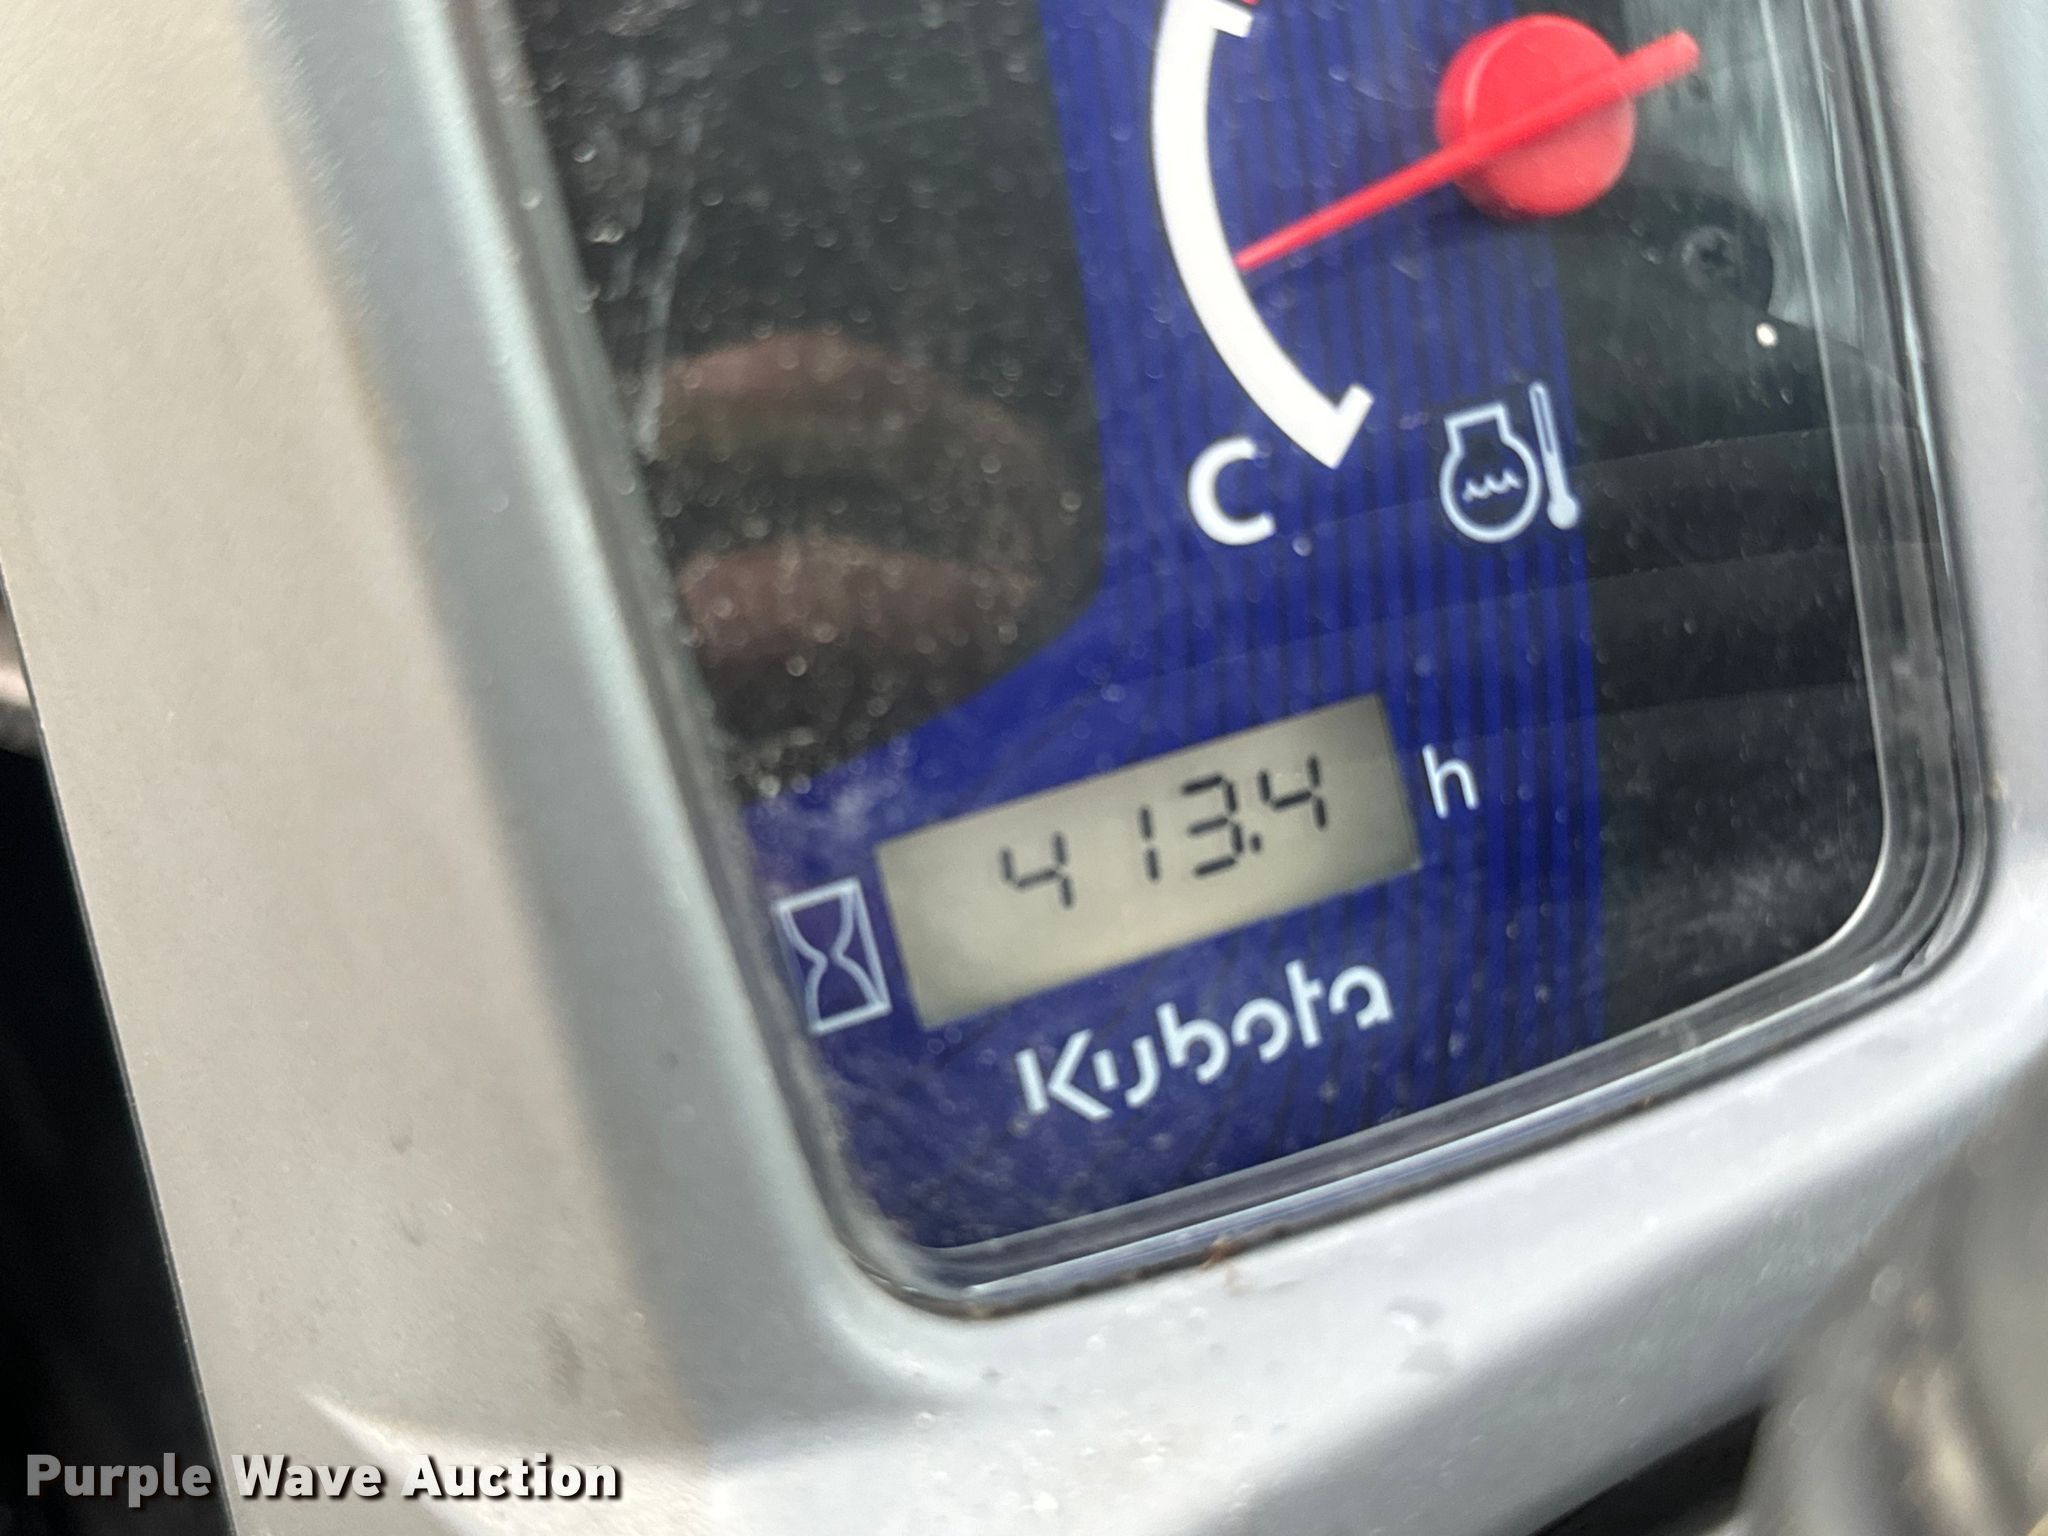 C
413.4 h
Kubota
Purple Wave Auction